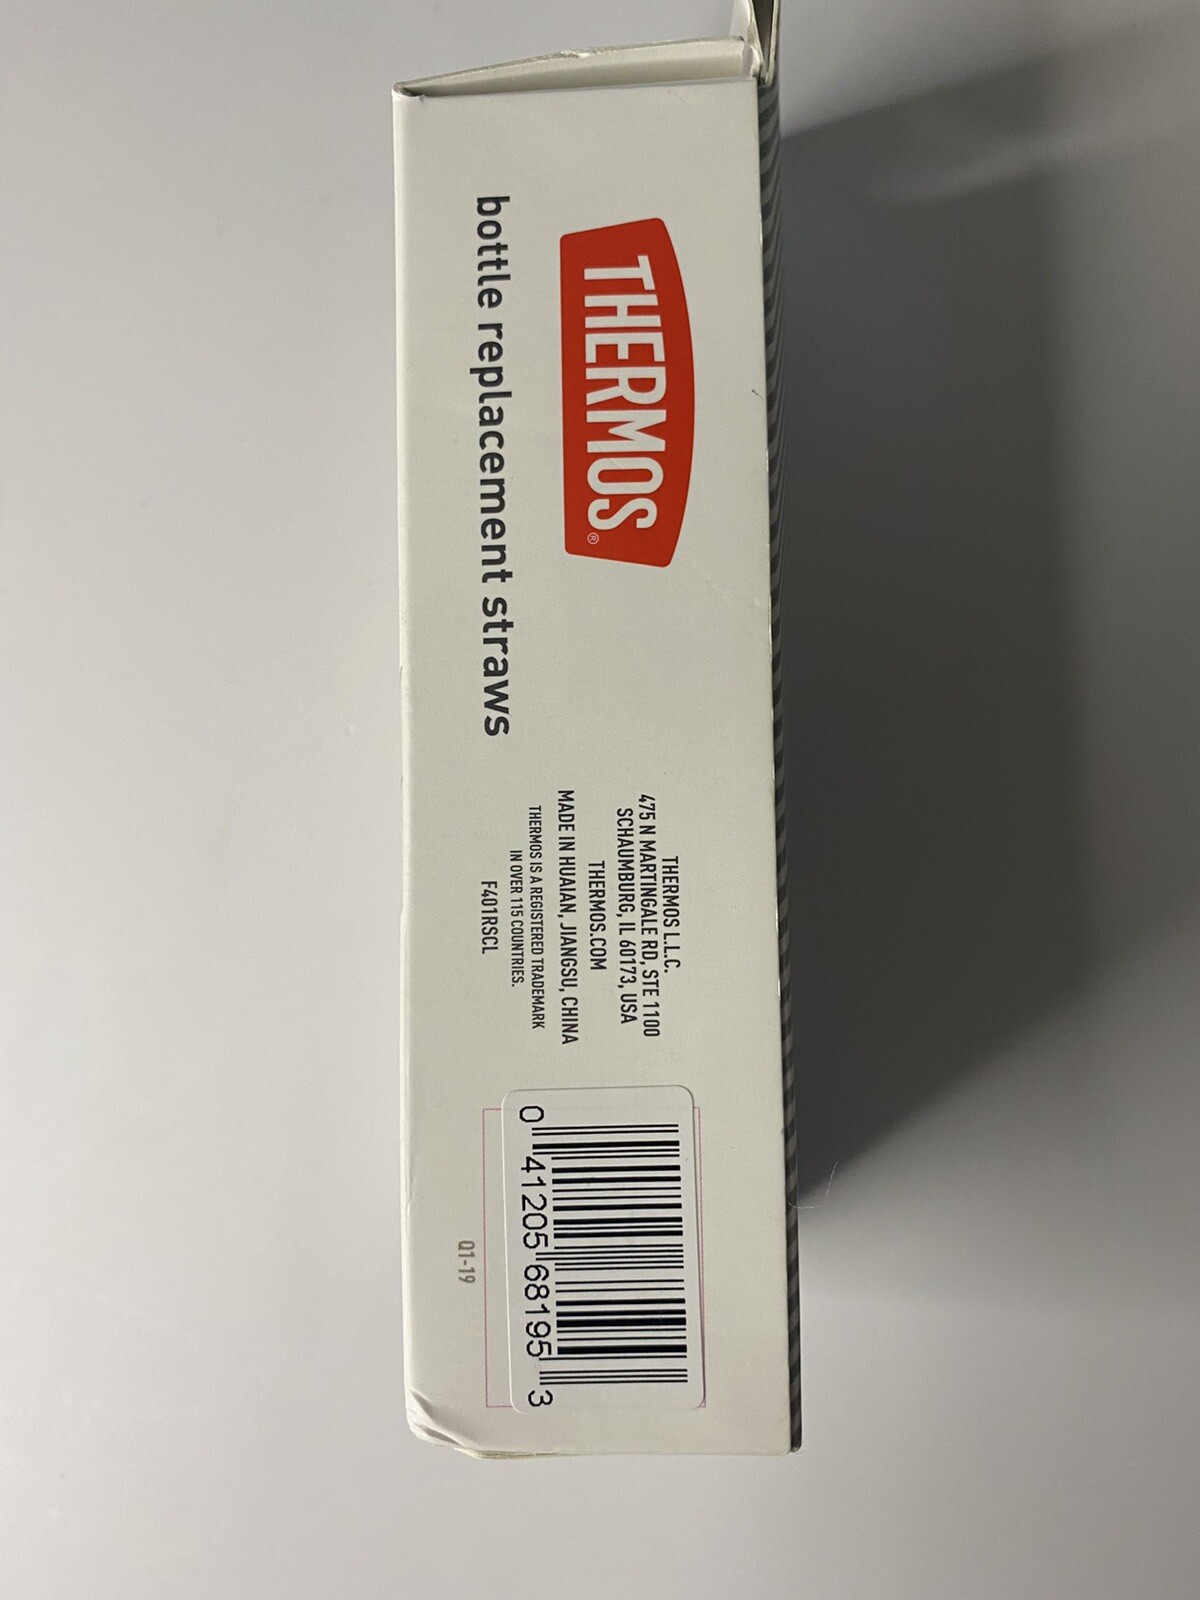 THERMOS®
bottle replacement straws
THERMOS L.L.C.
475 N MARTINGALE RD, STE 1100
SCHAUMBURG, IL 60173, USA
THERMOS.COM
MADE IN HUAIAN, JIANGSU, CHINA
THERMOS IS A REGISTERED TRADEMARK
IN OVER 115 COUNTRIES.
F401RSCL
0 41205 68195 3
Q1-19